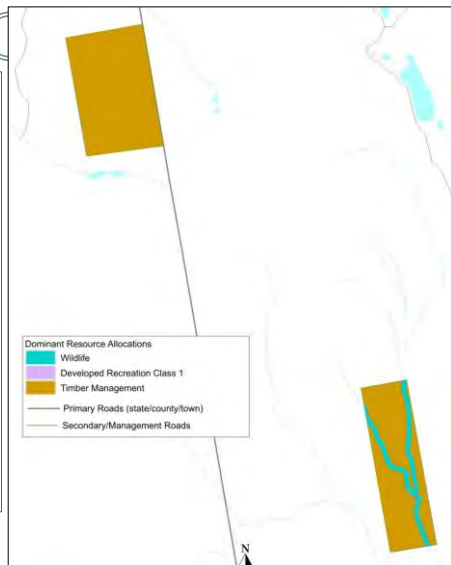 Dominant Resource Allocations
Wildlife
Developed Recreation Class 1
Timber Management
Primary Roads (state/county/town)
Secondary/Management Roads
N